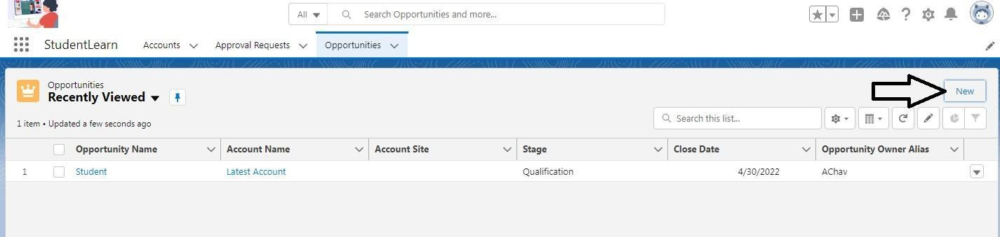 All Search Opportunities and more...
StudentLearn Accounts Approval Requests Opportunities
Opportunities
Recently Viewed
New
1 item • Updated a few seconds ago
Search this list...
Opportunity Name Account Name Account Site Stage Close Date Opportunity Owner Alias
1 Student Latest Account Qualification 4/30/2022 AChav